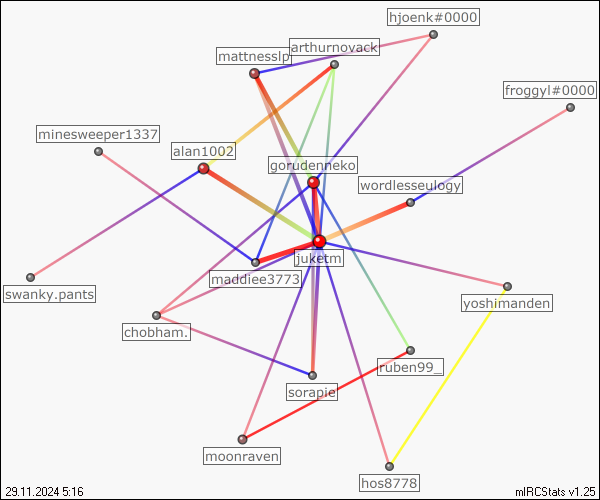 hjoenk#0000
arthurnovack
mattnesslp
froggyl#0000
minesweeper1337
alan1002
gorudenneko
wordlesseulogy
juketm
maddiee3773
swanky.pants
yoshimanden
chobham.
ruben99_
sorapie
moonraven
hos8778
29.11.2024 5:16
mIRCStats v1.25